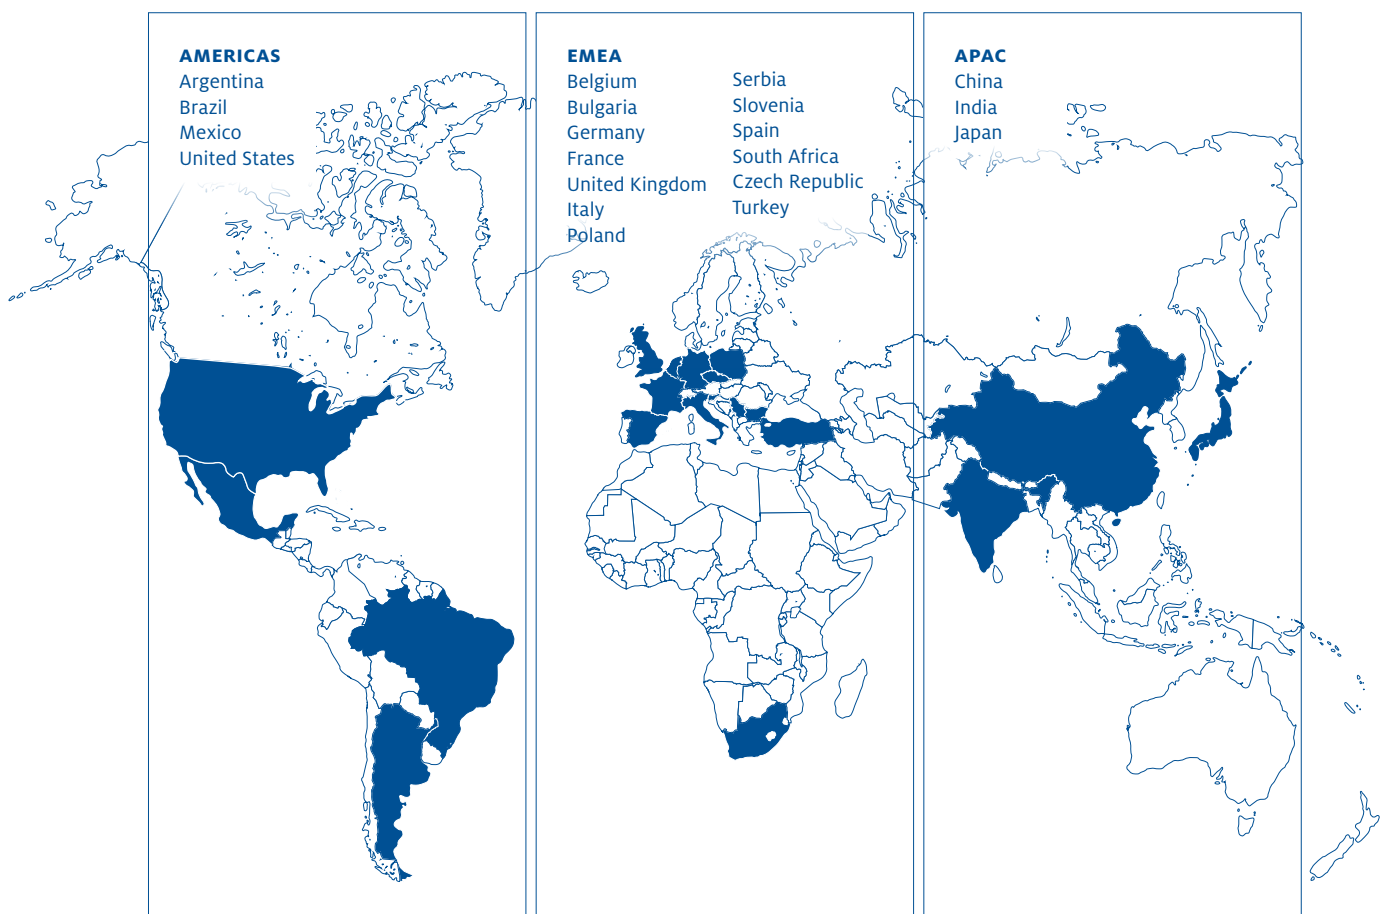 AMERICAS
Argentina
Brazil
Mexico
United States
EMEA
Belgium
Bulgaria
Germany
France
United Kingdom
Italy
Poland
Serbia
Slovenia
Spain
South Africa
Czech Republic
Turkey
APAC
China
India
Japan